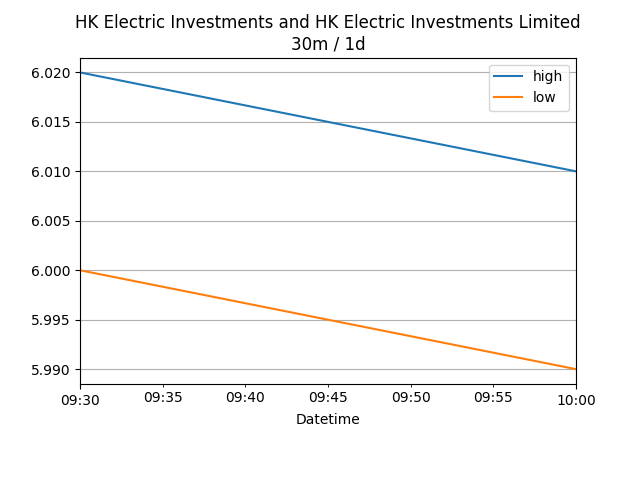 HK Electric Investments and HK Electric Investments Limited
30m / 1d
high
low
6.020
6.015
6.010
6.005
6.000
5.995
5.990
09:30 09:35 09:40 09:45 09:50 09:55 10:00
Datetime